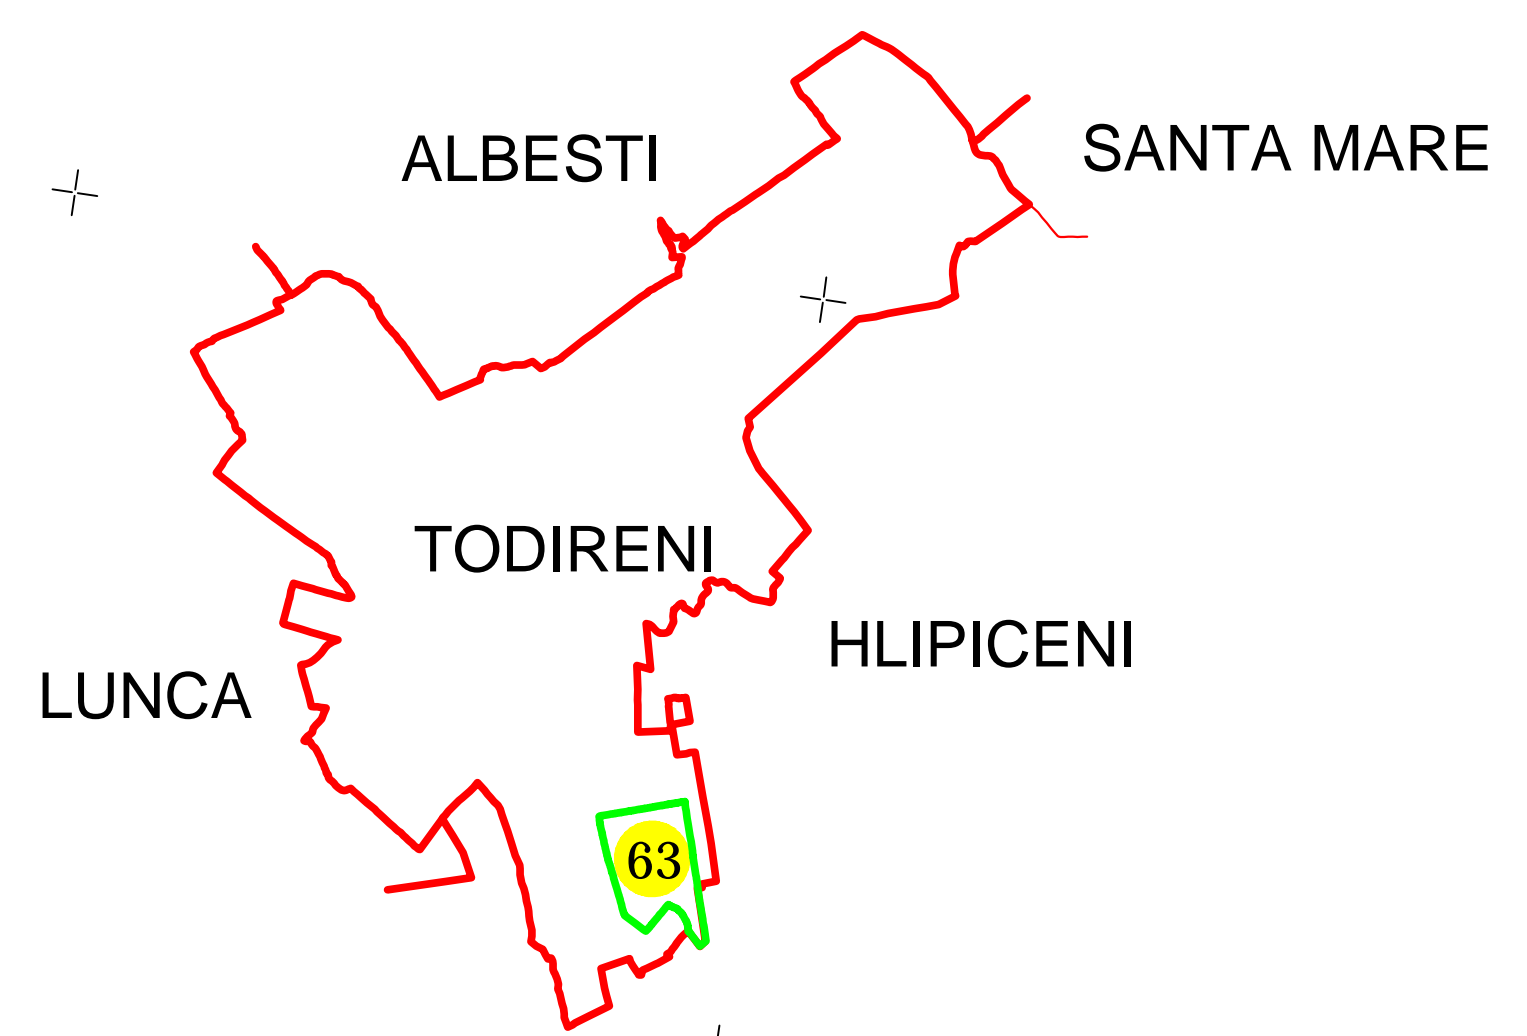 SANTA MARE
ALBESTI
TODIRENI
HLIPICENI
LUNCA
63